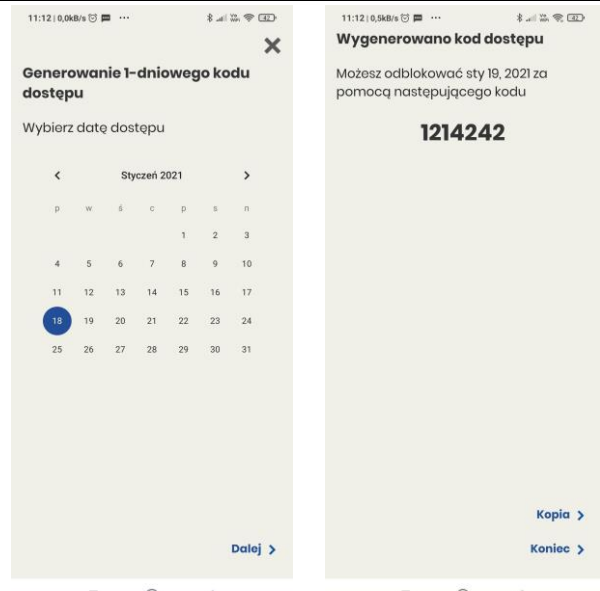 11:12 | 0,0kB/s
Generowanie 1-dniowego kodu
dostępu
Wybierz datę dostępu
Styczeń 2021
p w ś c p s n
1 2 3
4 5 6 7 8 9 10
11 12 13 14 15 16 17
18 19 20 21 22 23 24
25 26 27 28 29 30 31
Dalej
11:12 | 0,5kB/s
Wygenerowano kod dostępu
Możesz odblokować sty 19, 2021 za
pomocą następującego kodu
1214242
Kopia
Koniec